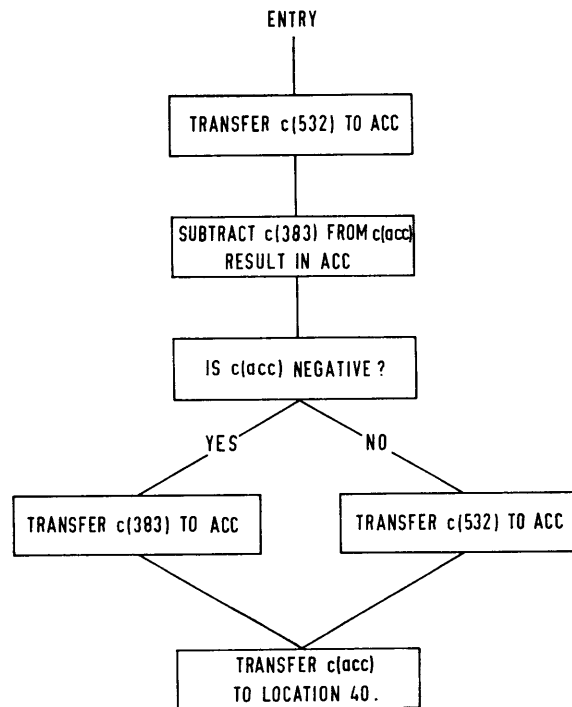 ENTRY
TRANSFER c(532) TO ACC
SUBTRACT c(383) FROM c(acc)
RESULT IN ACC
IS c(acc) NEGATIVE ?
YES
NO
TRANSFER c(383) TO ACC
TRANSFER c(532) TO ACC
TRANSFER c(acc)
TO LOCATION 40.